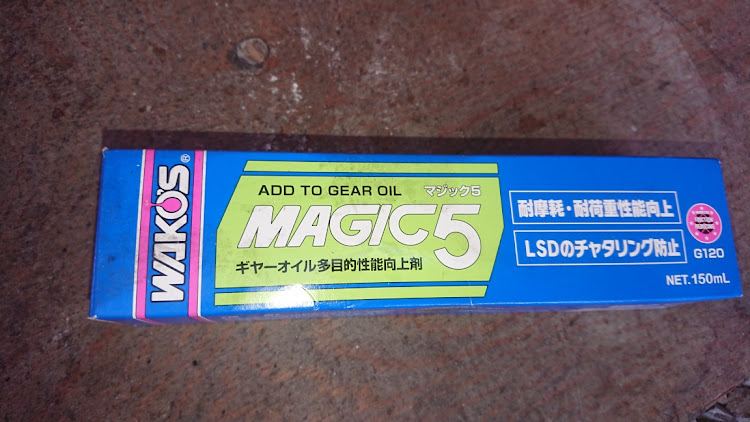 WAKO'S®
ADD TO GEAR OIL マジック5
MAGIC5
ギヤーオイル多目的性能向上剤
耐摩耗・耐荷重性能向上
LSDのチャタリング防止
G120
NET.150mL